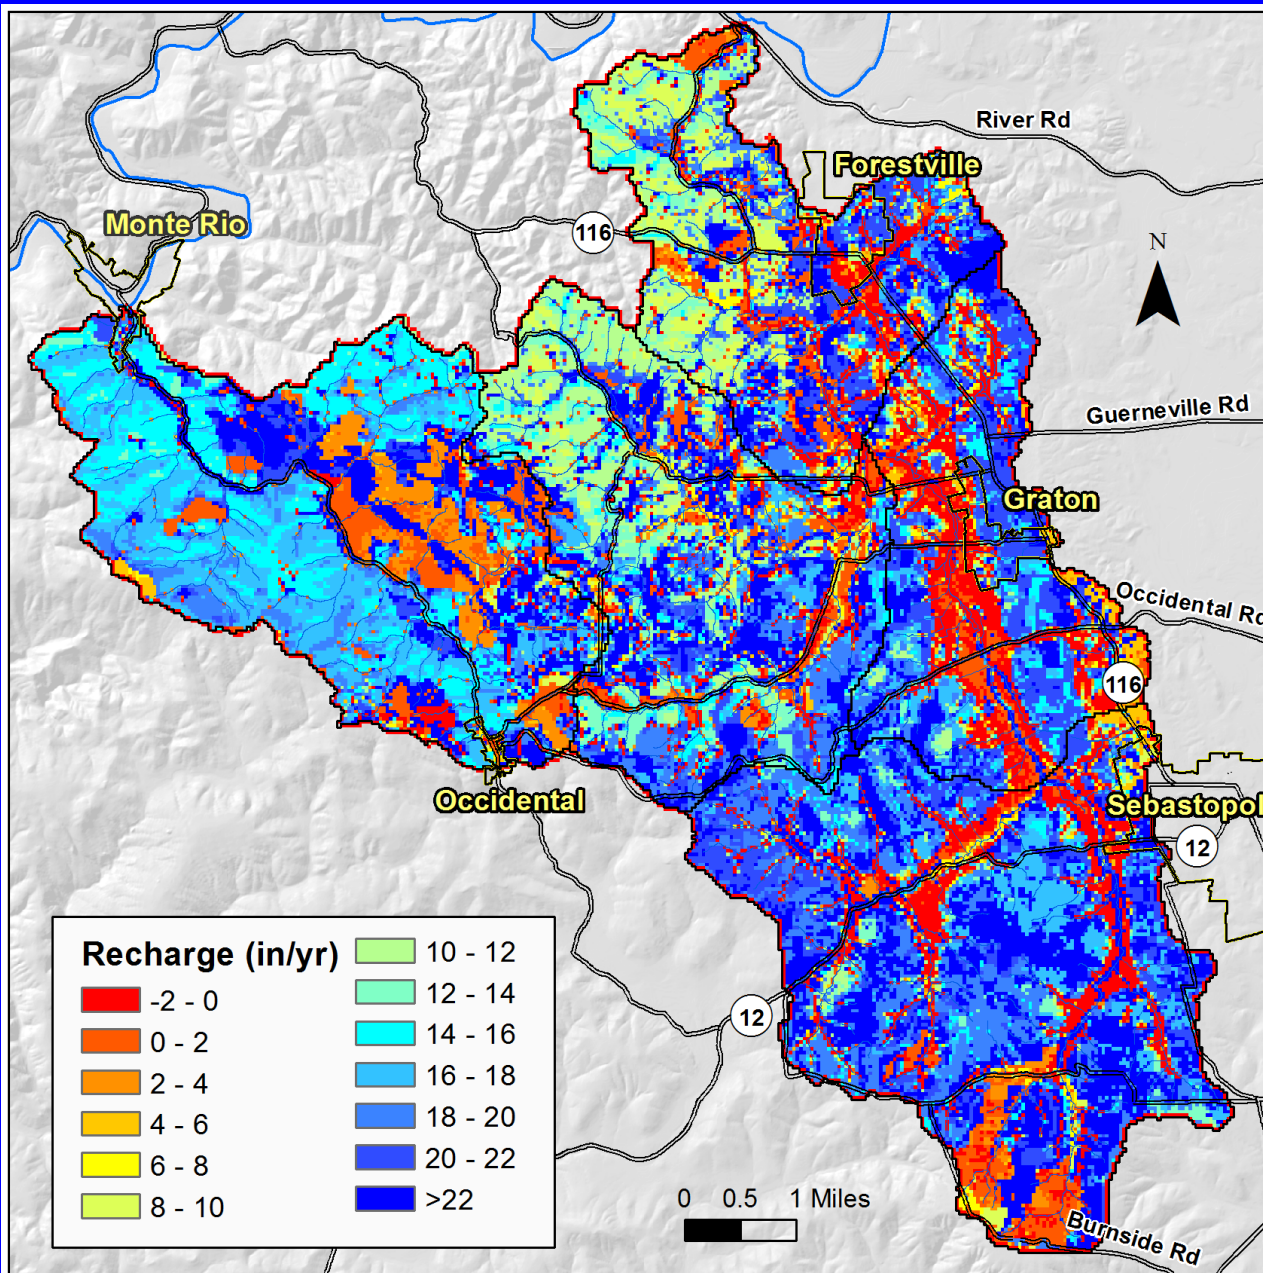 River Rd
Forestville
Monte Rio
116
N
Guerneville Rd
Graton
Occidental Rd
116
Occidental
Sebastopol
12
12
Recharge (in/yr)
-2 - 0
0 - 2
2 - 4
4 - 6
6 - 8
8 - 10
10 - 12
12 - 14
14 - 16
16 - 18
18 - 20
20 - 22
>22
0 0.5 1 Miles
Burnside Rd